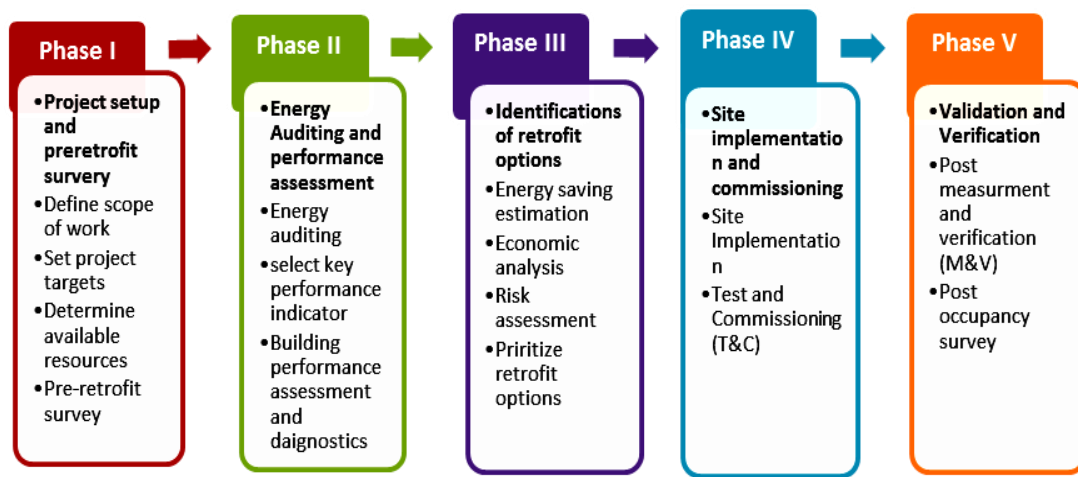 Phase I
•Project setup
and
preretrofit
survery
•Define scope
of work
•Set project
targets
•Determine
available
resources
•Pre-retrofit
survey
Phase II
•Energy
Auditing and
performance
assessment
•Energy
auditing
•select key
performance
indicator
•Building
performance
assessment
and
daignostics
Phase III
•Identifications
of retrofit
options
•Energy saving
estimation
•Economic
analysis
•Risk
assessment
•Priritize
retrofit
options
Phase IV
•Site
implementatio
n and
commissioning
•Site
Implementatio
n
•Test and
Commissioning
(T&C)
Phase V
•Validation and
Verification
•Post
measurment
and
verification
(M&V)
•Post
occupancy
survey